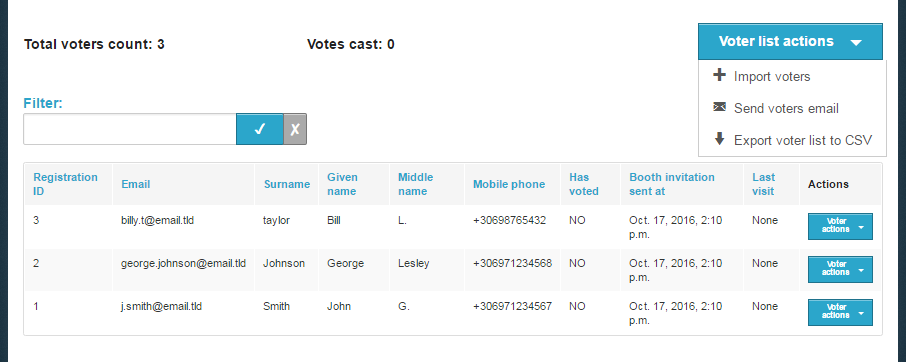 Total voters count: 3 Votes cast: 0 Voter list actions
Import voters
Send voters email
Export voter list to CSV
Filter:
✓ X
Registration ID Email Surname Given name Middle name Mobile phone Has voted Booth invitation sent at Last visit Actions
3 billy.t@email.tld taylor Bill L. +30698765432 NO Oct. 17, 2016, 2:10 p.m. None Voter actions
2 george.johnson@email.tld Johnson George Lesley +306971234568 NO Oct. 17, 2016, 2:10 p.m. None Voter actions
1 j.smith@email.tld Smith John G. +306971234567 NO Oct. 17, 2016, 2:10 p.m. None Voter actions